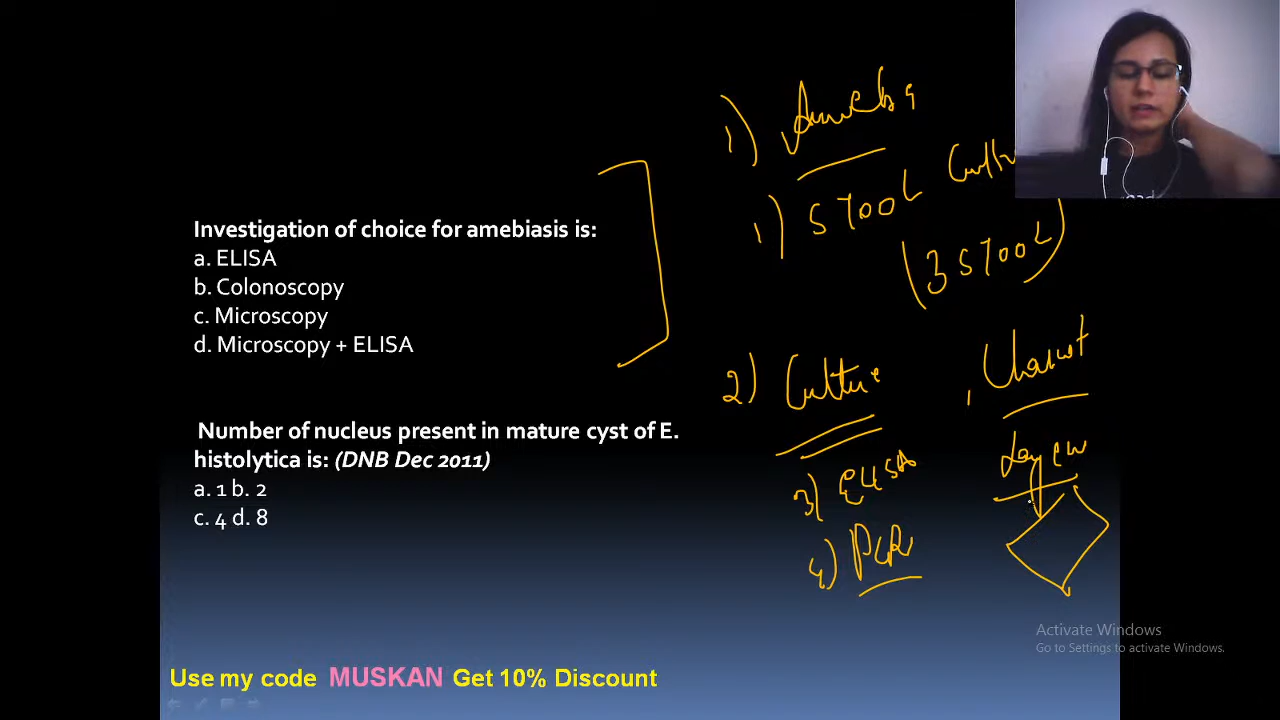 Investigation of choice for amebiasis is:
a. ELISA
b. Colonoscopy
c. Microscopy
d. Microscopy + ELISA
Number of nucleus present in mature cyst of E.
histolytica is: (DNB Dec 2011)
a. 1 b. 2
c. 4 d. 8
1)
1) STOOL
(3 STOOL)
2) Culture
3) ELISA
4) PCR
Activate Windows
Go to Settings to activate Windows.
Use my code MUSKAN Get 10% Discount